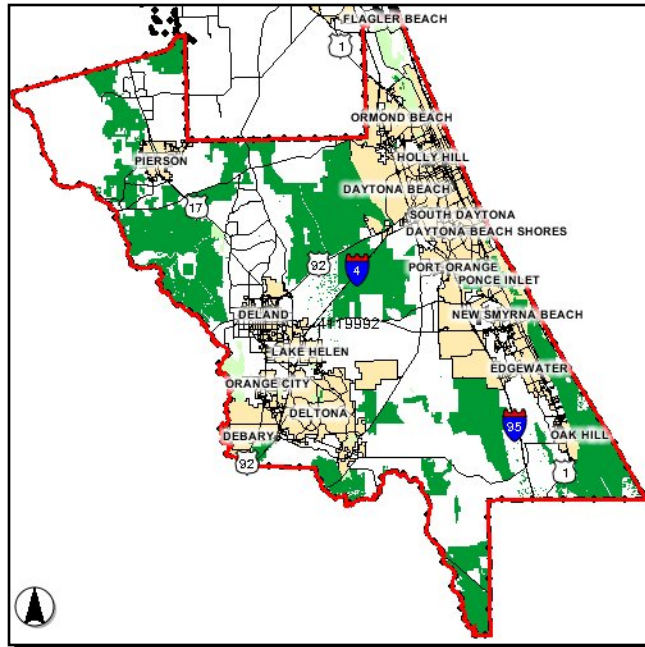 FLAGLER BEACH
1
ORMOND BEACH
HOLLY HILL
PIERSON
DAYTONA BEACH
17
SOUTH DAYTONA
DAYTONA BEACH SHORES
92
4
PORT ORANGE
PONCE INLET
DELAND
4119992
NEW SMYRNA BEACH
LAKE HELEN
EDGEWATER
ORANGE CITY
DELTONA
95
DEBARY
OAK HILL
92
1